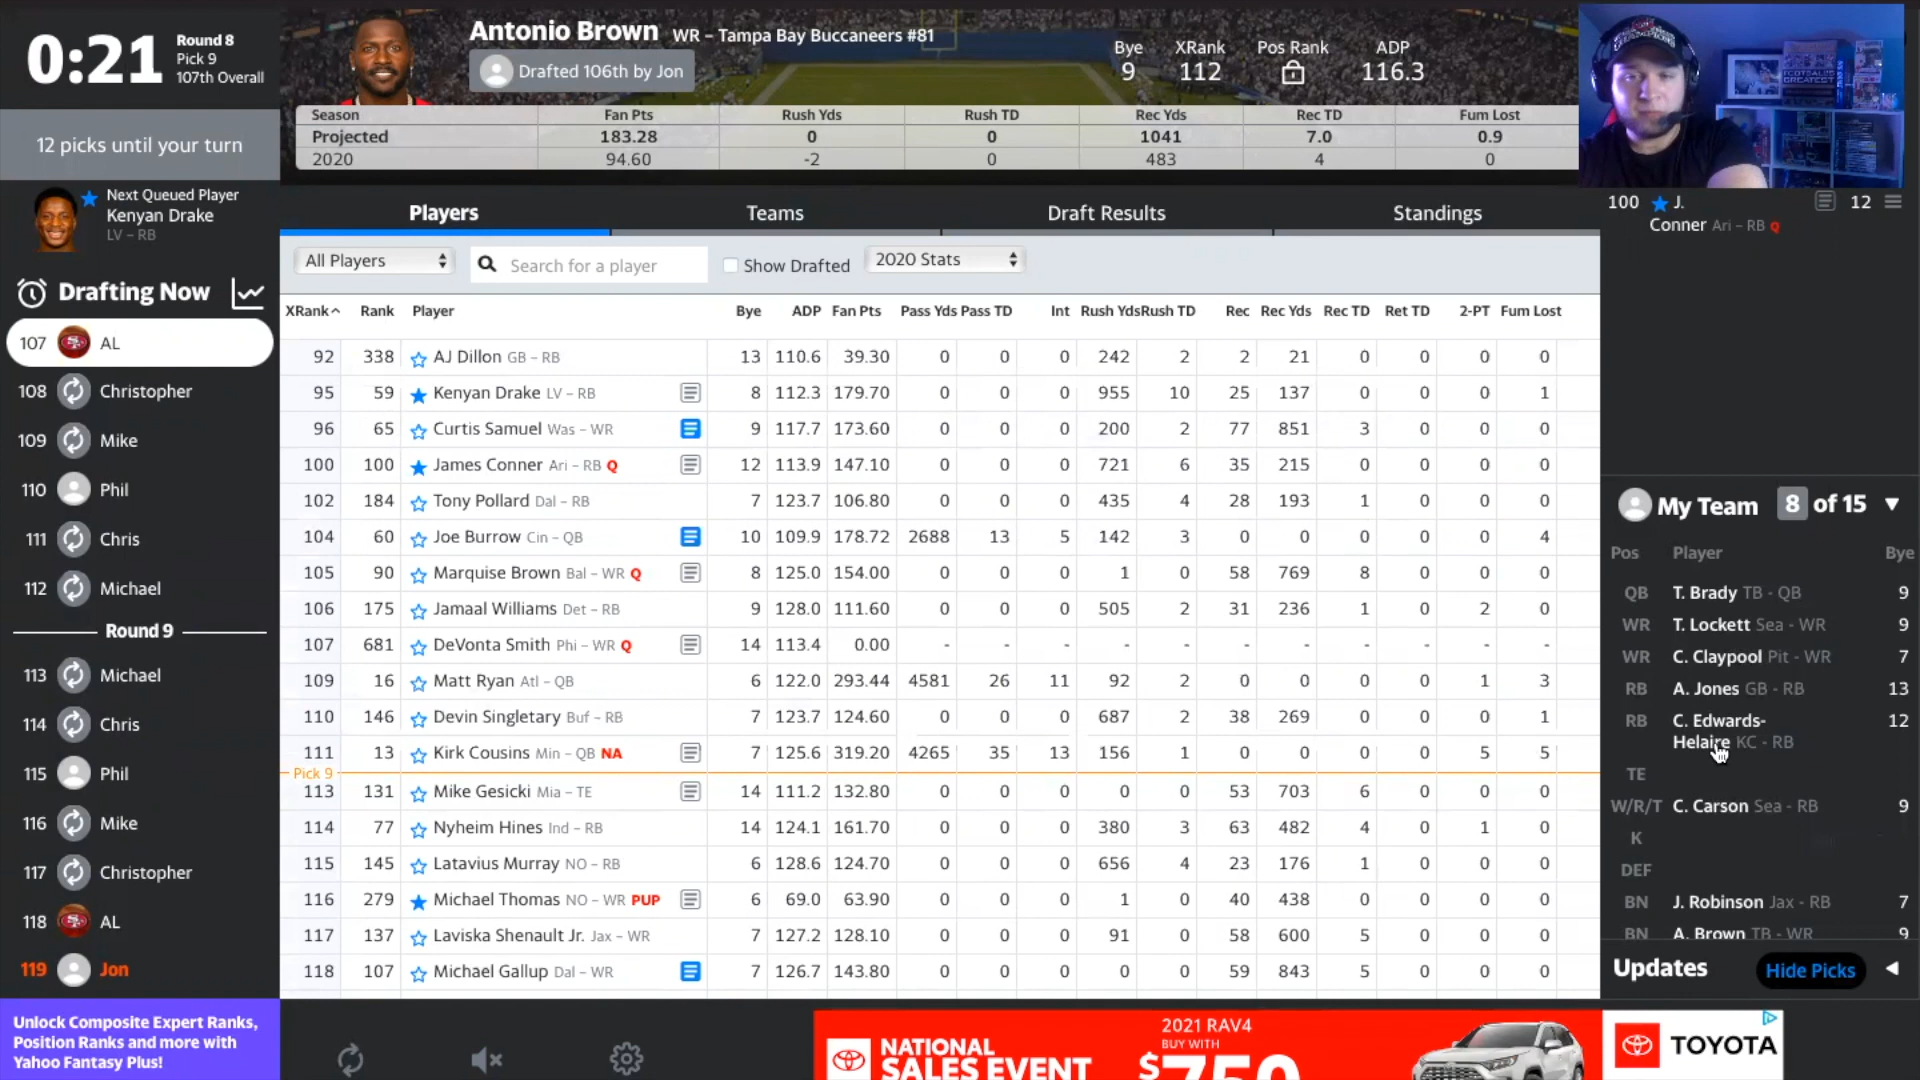 0:21
Round 8
Pick 9
107th Overall
12 picks until your turn
Next Queued Player
Kenyan Drake
LV – RB
Drafting Now
107 AL
108 Christopher
109 Mike
110 Phil
111 Chris
112 Michael
Round 9
113 Michael
114 Chris
115 Phil
116 Mike
117 Christopher
118 AL
119 Jon
Unlock Composite Expert Ranks,
Position Ranks and more with
Yahoo Fantasy Plus!
Antonio Brown WR – Tampa Bay Buccaneers #81
Drafted 106th by Jon
Bye XRank Pos Rank ADP
9 112 116.3
Season Fan Pts Rush Yds Rush TD Rec Yds Rec TD Fum Lost
Projected 183.28 0 0 1041 7.0 0.9
2020 94.60 -2 0 483 4 0
Players Teams Draft Results Standings
All Players Search for a player Show Drafted 2020 Stats
XRank Rank Player Bye ADP Fan Pts Pass Yds Pass TD Int Rush Yds Rush TD Rec Rec Yds Rec TD Ret TD 2-PT Fum Lost
92 338 AJ Dillon GB – RB 13 110.6 39.30 0 0 0 242 2 2 21 0 0 0 0
95 59 Kenyan Drake LV – RB 8 112.3 179.70 0 0 0 955 10 25 137 0 0 0 1
96 65 Curtis Samuel Was – WR 9 117.7 173.60 0 0 0 200 2 77 851 3 0 0 0
100 100 James Conner Ari – RB Q 12 113.9 147.10 0 0 0 721 6 35 215 0 0 0 0
102 184 Tony Pollard Dal – RB 7 123.7 106.80 0 0 0 435 4 28 193 1 0 0 0
104 60 Joe Burrow Cin – QB 10 109.9 178.72 2688 13 5 142 3 0 0 0 0 0 4
105 90 Marquise Brown Bal – WR Q 8 125.0 154.00 0 0 0 1 0 58 769 8 0 0 0
106 175 Jamaal Williams Det – RB 9 128.0 111.60 0 0 0 505 2 31 236 1 0 2 0
107 681 DeVonta Smith Phi – WR Q 14 113.4 0.00 - - - - - - - - - - -
109 16 Matt Ryan Atl – QB 6 122.0 293.44 4581 26 11 92 2 0 0 0 0 1 3
110 146 Devin Singletary Buf – RB 7 123.7 124.60 0 0 0 687 2 38 269 0 0 0 1
111 13 Kirk Cousins Min – QB NA 7 125.6 319.20 4265 35 13 156 1 0 0 0 0 5 5
Pick 9
113 131 Mike Gesicki Mia – TE 14 111.2 132.80 0 0 0 0 0 53 703 6 0 0 0
114 77 Nyheim Hines Ind – RB 14 124.1 161.70 0 0 0 380 3 63 482 4 0 1 0
115 145 Latavius Murray NO – RB 6 128.6 124.70 0 0 0 656 4 23 176 1 0 0 0
116 279 Michael Thomas NO – WR PUP 6 69.0 63.90 0 0 0 1 0 40 438 0 0 0 0
117 137 Laviska Shenault Jr. Jax – WR 7 127.2 128.10 0 0 0 91 0 58 600 5 0 0 0
118 107 Michael Gallup Dal – WR 7 126.7 143.80 0 0 0 0 0 59 843 5 0 0 0
100 J. 12
Conner Ari – RB Q
My Team 8 of 15
Pos Player Bye
QB T. Brady TB - QB 9
WR T. Lockett Sea - WR 9
WR C. Claypool Pit - WR 7
RB A. Jones GB - RB 13
RB C. Edwards- 12
Helaire KC - RB
TE
W/R/T C. Carson Sea - RB 9
K
DEF
BN J. Robinson Jax - RB 7
BN A. Brown TB - WR 9
Updates Hide Picks
NATIONAL
SALES EVENT
2021 RAV4
BUY WITH
$750
TOYOTA